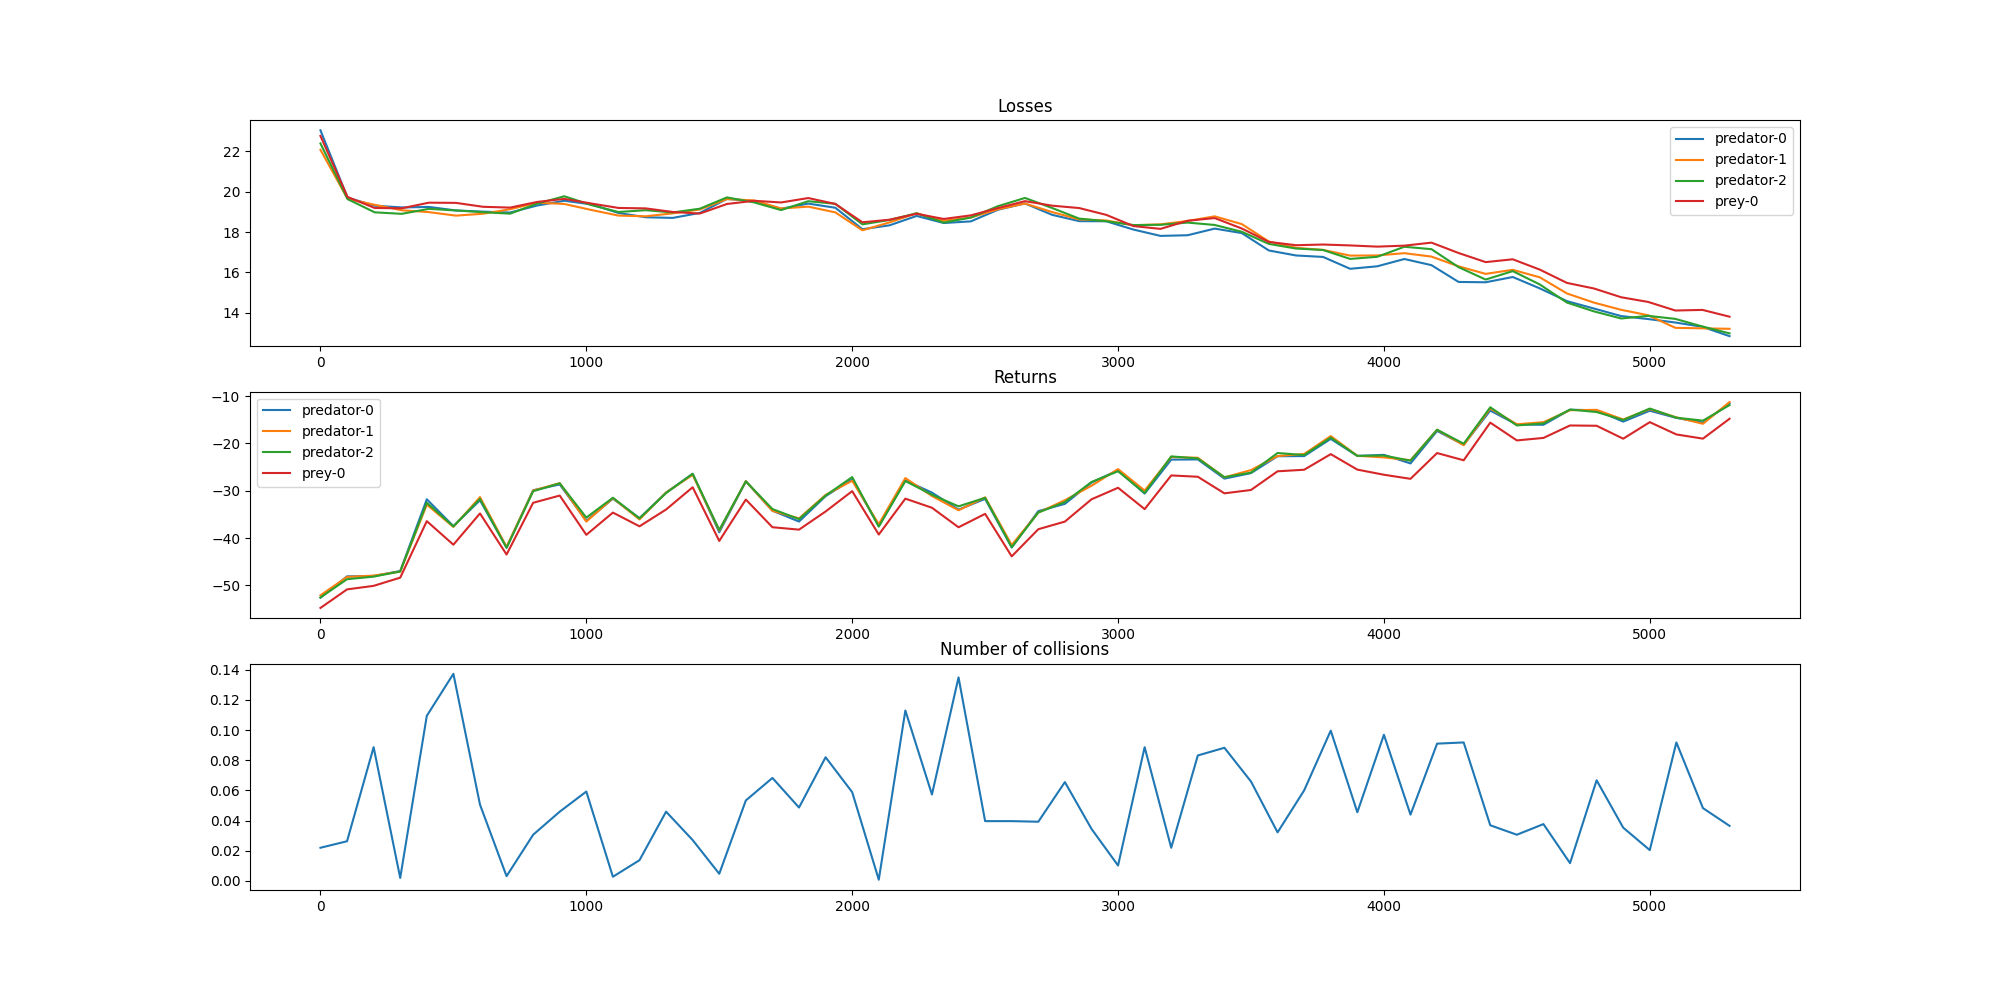 Losses
22
20
18
16
14
predator-0
predator-1
predator-2
prey-0
0 1000 2000 3000 4000 5000
Returns
−10
−20
−30
−40
−50
predator-0
predator-1
predator-2
prey-0
0 1000 2000 3000 4000 5000
Number of collisions
0.14
0.12
0.10
0.08
0.06
0.04
0.02
0.00
0 1000 2000 3000 4000 5000